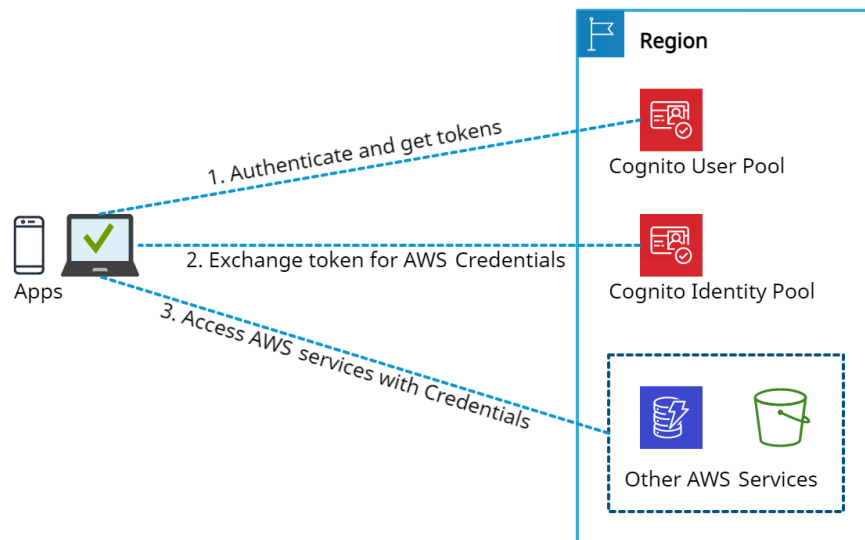 Region
1. Authenticate and get tokens
Cognito User Pool
2. Exchange token for AWS Credentials
Apps
Cognito Identity Pool
3. Access AWS services with Credentials
Other AWS Services